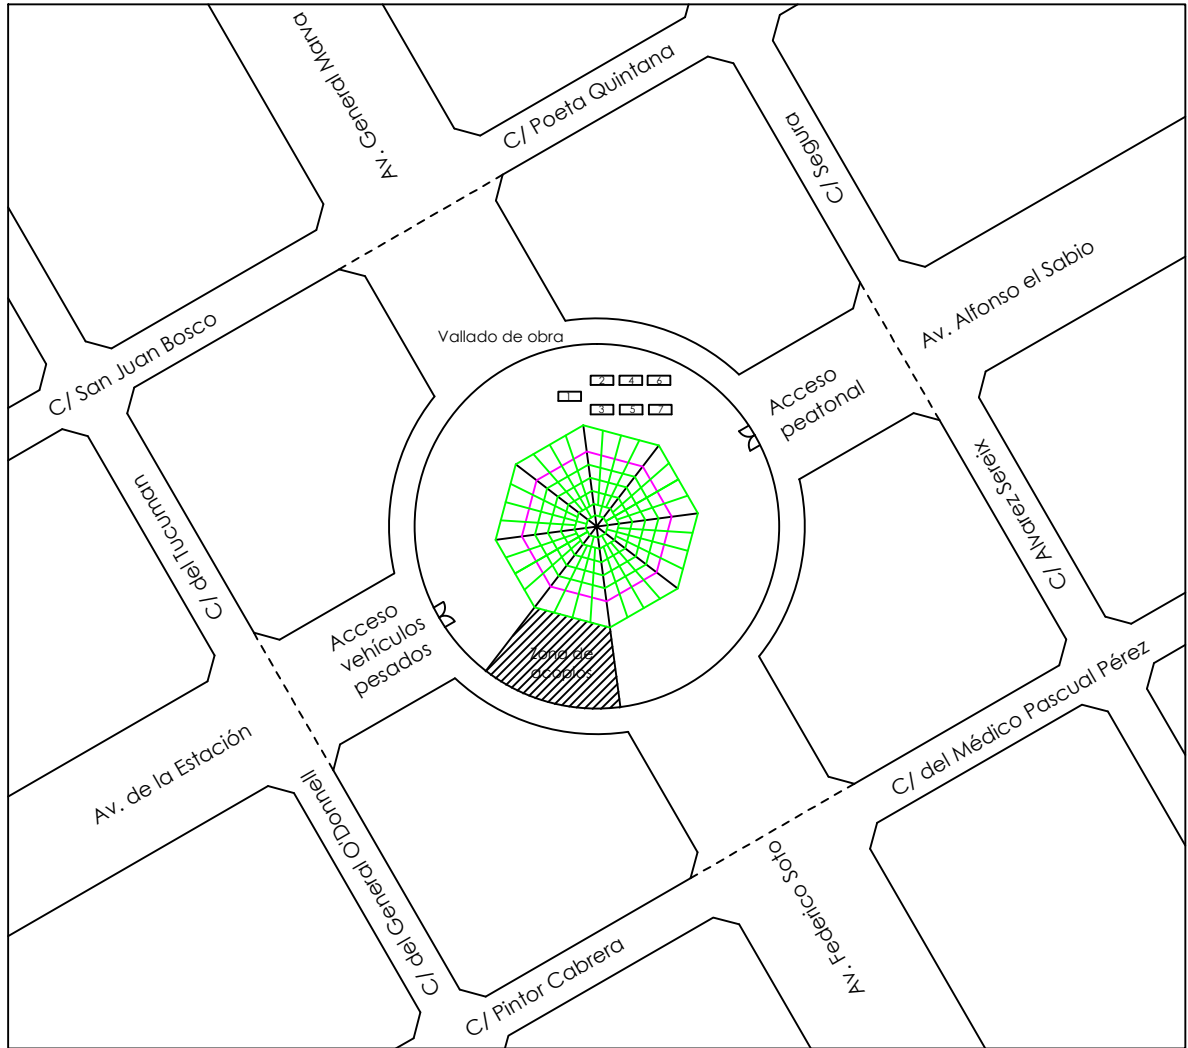 Av. General Marva
C/ Poeta Quintana
C/ Segura
Av. Alfonso el Sabio
C/ San Juan Bosco
Vallado de obra
2
4
6
1
3
5
7
Acceso
peatonal
C/ del Tucuman
C/ Alvarez Sereix
Acceso
vehículos
pesados
Zona de
acopios
C/ del Médico Pascual Pérez
Av. de la Estación
C/ del General O'Donnell
Av. Federico Soto
C/ Pintor Cabrera